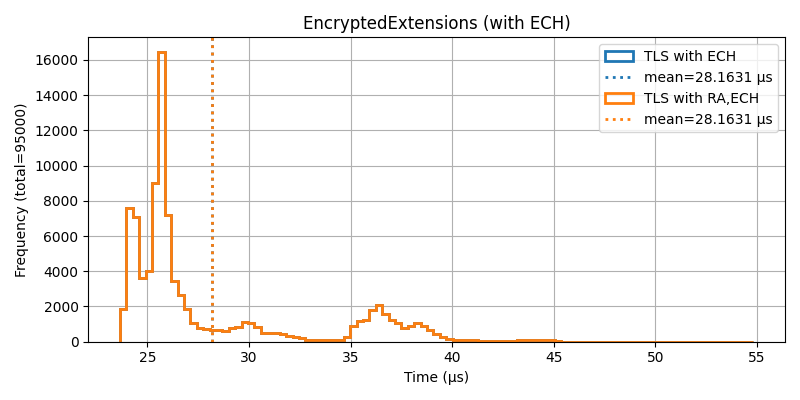 EncryptedExtensions (with ECH)
TLS with ECH
mean=28.1631 μs
TLS with RA,ECH
mean=28.1631 μs
Frequency (total=95000)
16000
14000
12000
10000
8000
6000
4000
2000
0
25 30 35 40 45 50 55
Time (μs)